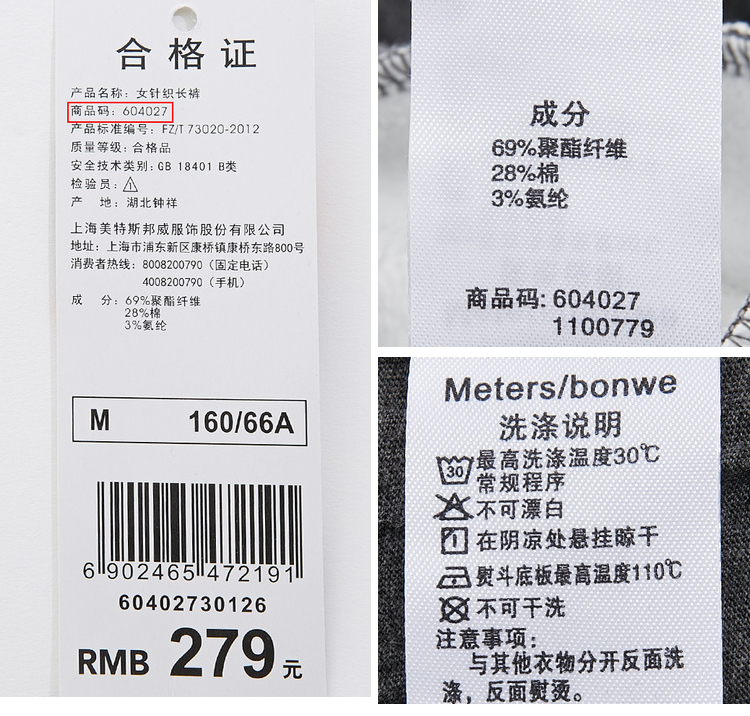 合格证
产品名称：女针织长裤
商品码：604027
产品标准编号：FZ/T 73020-2012
质量等级：合格品
安全技术类别：GB 18401 B类
检验员：1
产 地：湖北钟祥
上海美特斯邦威服饰股份有限公司
地址：上海市浦东新区康桥镇康桥东路800号
消费者热线：8008200790（固定电话）
4008200790（手机）
成 分：69%聚酯纤维
28%棉
3%氨纶
M 160/66A
6 902465 472191
60402730126
RMB 279元
成分
69%聚酯纤维
28%棉
3%氨纶
商品码: 604027
1100779
Meters/bonwe
洗涤说明
30 最高洗涤温度30℃
常规程序
不可漂白
在阴凉处悬挂晾干
熨斗底板最高温度110℃
不可干洗
注意事项:
与其他衣物分开反面洗
涤，反面熨烫。